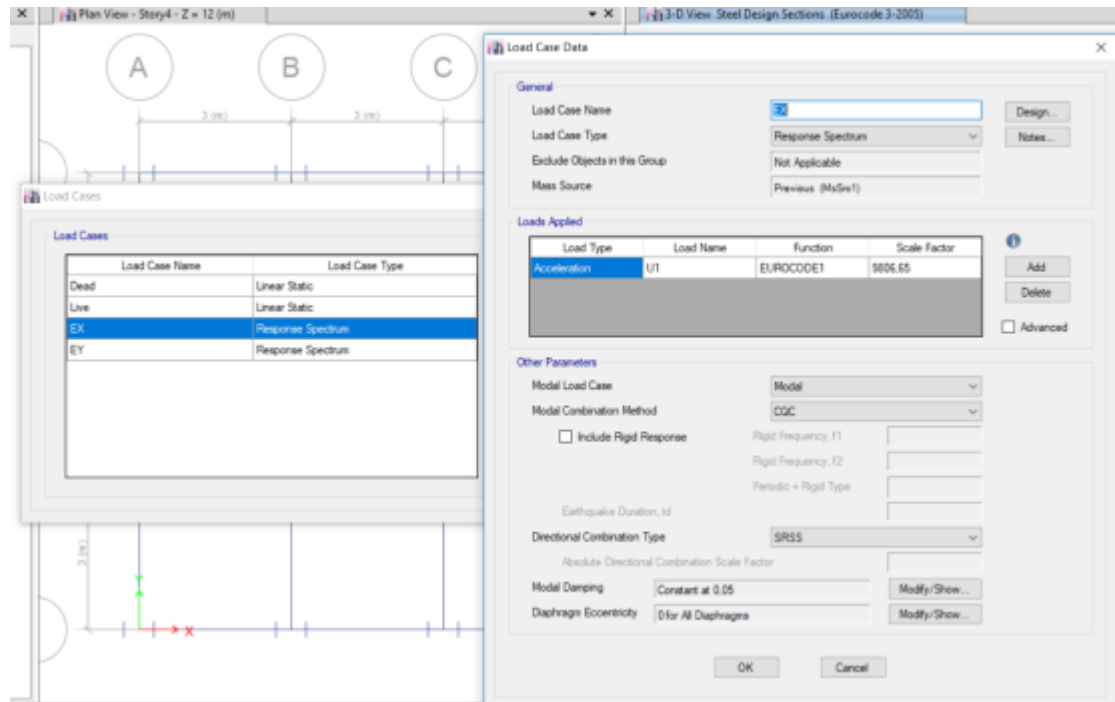 Plan View - Story4 - Z = 12 (m)
3-D View Steel Design Sections (Eurocode 3-2005)
A
B
C
3 (m)
3 (m)
3 (m)
Y
X
Load Cases
Load Cases
Load Case Name Load Case Type
Dead Linear Static
Live Linear Static
EX Response Spectrum
EY Response Spectrum
Load Case Data
General
Load Case Name EX Design...
Load Case Type Response Spectrum Notes...
Exclude Objects in this Group Not Applicable
Mass Source Previous (MsSrc1)
Loads Applied
Load Type Load Name Function Scale Factor
Acceleration U1 EUROCODE1 9806.65
Add
Delete
Advanced
Other Parameters
Modal Load Case Modal
Modal Combination Method CQC
Include Rigid Response Rigid Frequency, f1
Rigid Frequency, f2
Periodic + Rigid Type
Earthquake Duration, td
Directional Combination Type SRSS
Absolute Directional Combination Scale Factor
Modal Damping Constant at 0.05 Modify/Show...
Diaphragm Eccentricity 0 for All Diaphragms Modify/Show...
OK Cancel